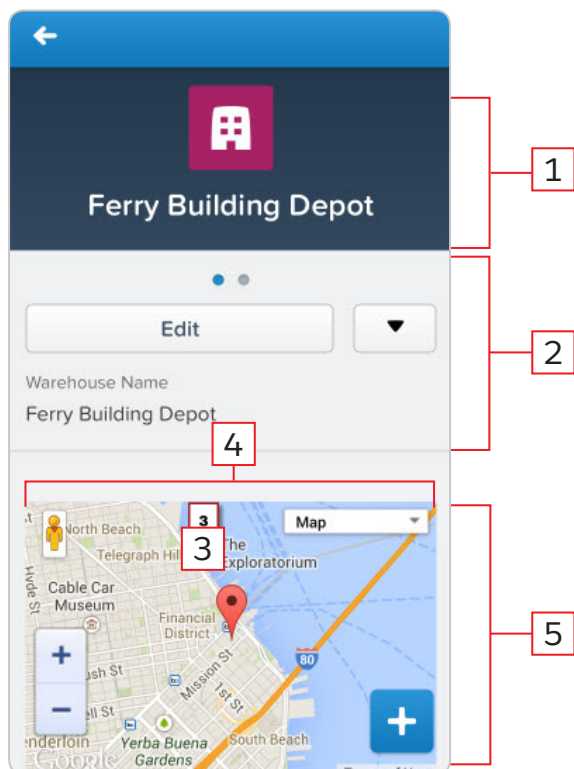 1
Ferry Building Depot
2
Edit
Warehouse Name
Ferry Building Depot
4
3
Map
North Beach
3
Telegraph Hill
The
Exploratorium
Hyde St
Cable Car
Museum
Financial
District
5
+
80
Mission St
1st St
–
+
Yerba Buena
Gardens
South Beach
Google